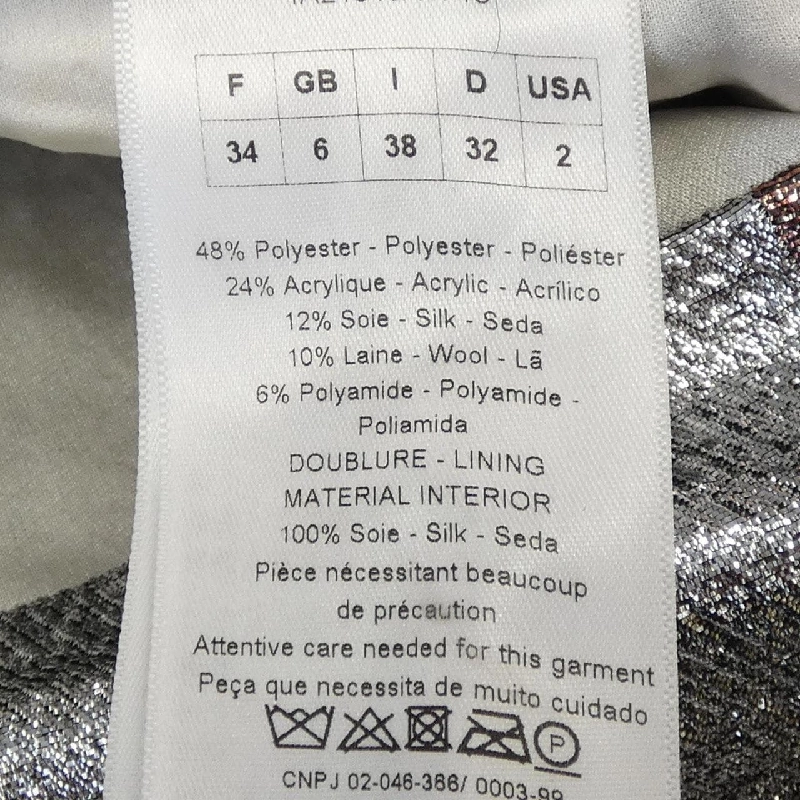 F GB I D USA
34 6 38 32 2
48% Polyester - Polyester - Poliéster
24% Acrylique - Acrylic - Acrílico
12% Soie - Silk - Seda
10% Laine - Wool - Lã
6% Polyamide - Polyamide -
Poliamida
DOUBLURE - LINING
MATERIAL INTERIOR
100% Soie - Silk - Seda
Pièce nécessitant beaucoup
de précaution
Attentive care needed for this garment
Peça que necessita de muito cuidado
P
CNPJ 02-046-366/ 0003-99